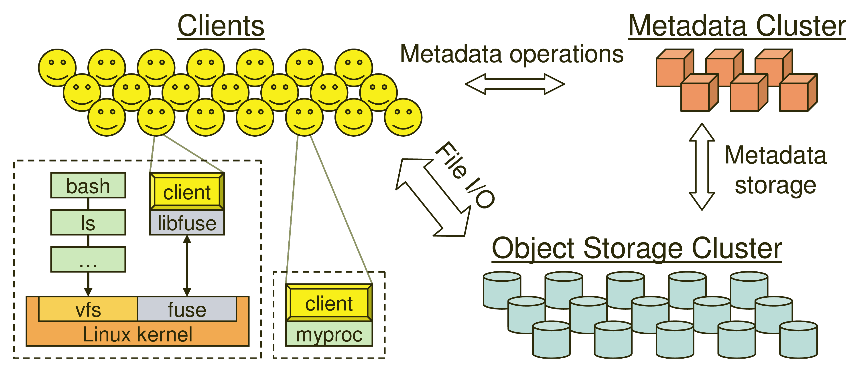 Clients
Metadata Cluster
Metadata operations
Metadata
storage
File I/O
bash
ls
...
client
libfuse
vfs
fuse
Linux kernel
client
myproc
Object Storage Cluster